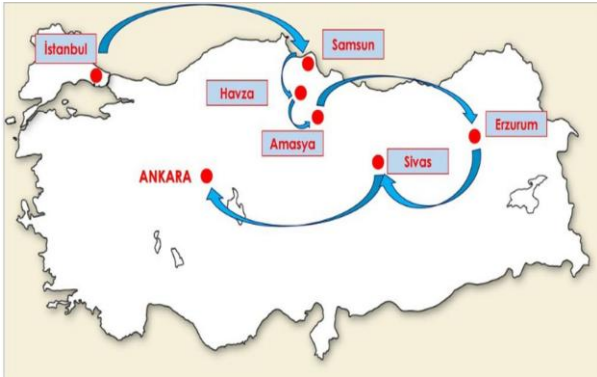 İstanbul
Samsun
Havza
Amasya
Erzurum
Sivas
ANKARA